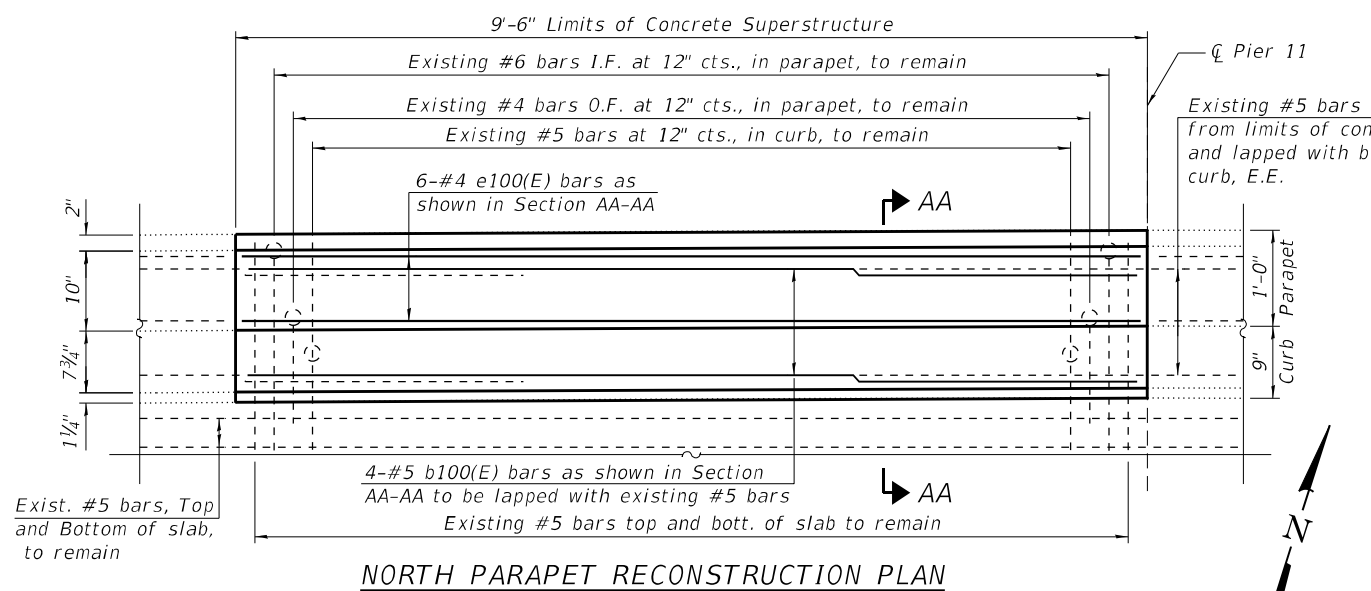 9'-6" Limits of Concrete Superstructure
Existing #6 bars I.F. at 12" cts., in parapet, to remain
℄ Pier 11
Existing #4 bars O.F. at 12" cts., in parapet, to remain
Existing #5 bars at 12" cts., in curb, to remain
Existing #5 bars
from limits of con
and lapped with b
curb, E.E.
6-#4 e100(E) bars as
shown in Section AA-AA
AA
2"
10"
7¾"
1¼"
1'-0"
Parapet
9"
Curb
4-#5 b100(E) bars as shown in Section
AA-AA to be lapped with existing #5 bars
AA
Exist. #5 bars, Top
and Bottom of slab,
to remain
Existing #5 bars top and bott. of slab to remain
N
NORTH PARAPET RECONSTRUCTION PLAN